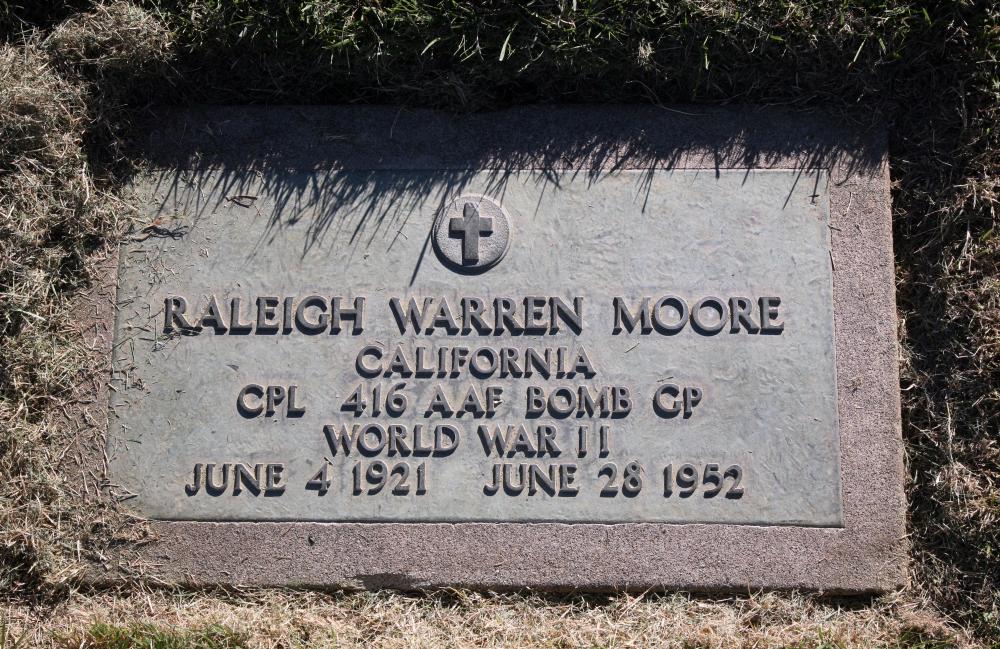 RALEIGH WARREN MOORE
CALIFORNIA
CPL 416 AAF BOMB GP
WORLD WAR II
JUNE 4 1921 JUNE 28 1952